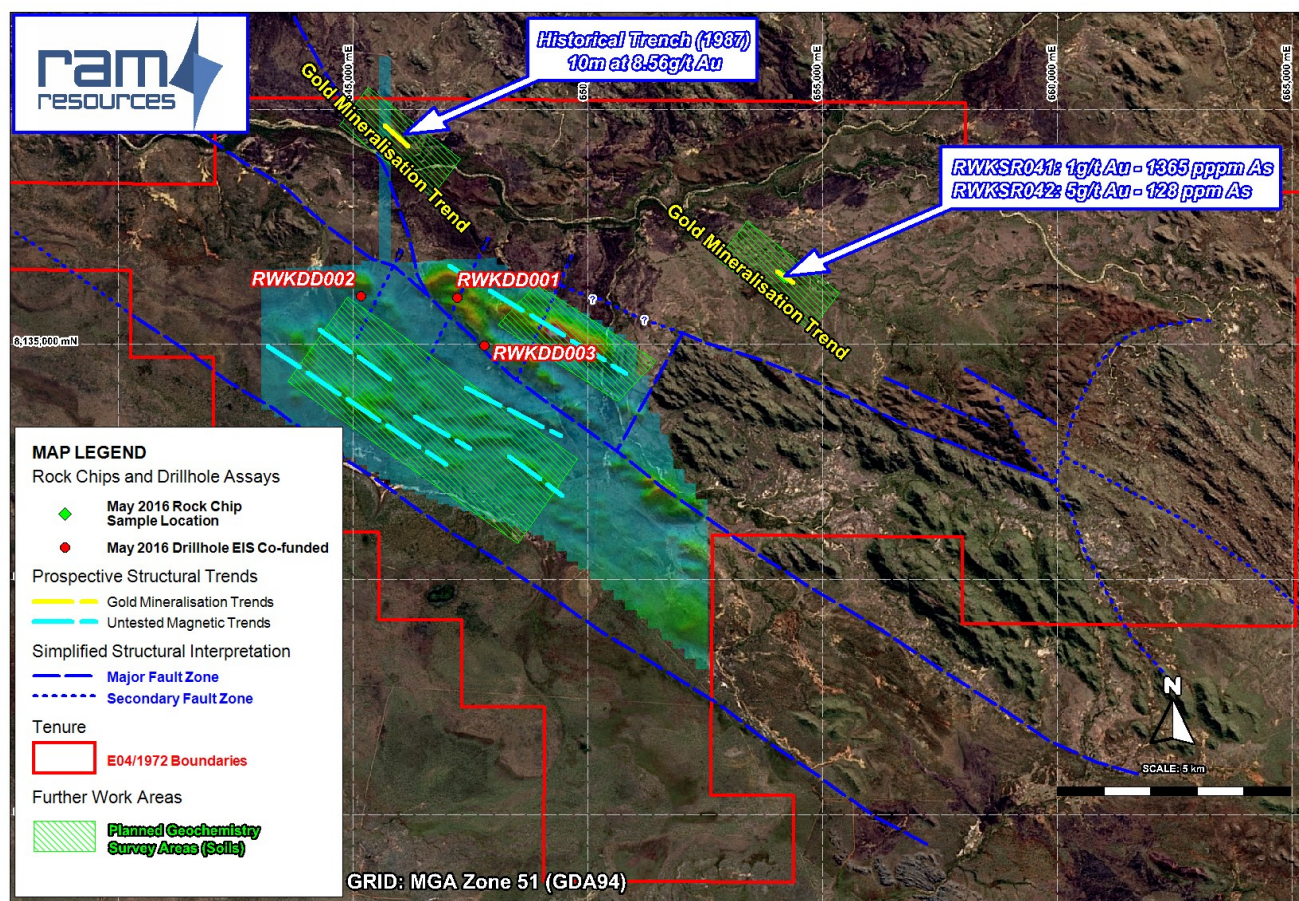 ram
resources
Historical Trench (1987)
10m at 8.56g/t Au
45,000 mE
650
655,000 mE
660,000 mE
665,000 mE
Gold Mineralisation Trend
RWKSR041: 1g/t Au - 1365 pppm As
RWKSR042: 5g/t Au - 128 ppm As
Gold Mineralisation Trend
RWKDD002
RWKDD001
?
?
8,135,000 mN
RWKDD003
MAP LEGEND
Rock Chips and Drillhole Assays
May 2016 Rock Chip
Sample Location
May 2016 Drillhole EIS Co-funded
Prospective Structural Trends
Gold Mineralisation Trends
Untested Magnetic Trends
Simplified Structural Interpretation
Major Fault Zone
Secondary Fault Zone
Tenure
E04/1972 Boundaries
Further Work Areas
Planned Geochemistry
Survey Areas (Soils)
N
SCALE: 5 km
GRID: MGA Zone 51 (GDA94)